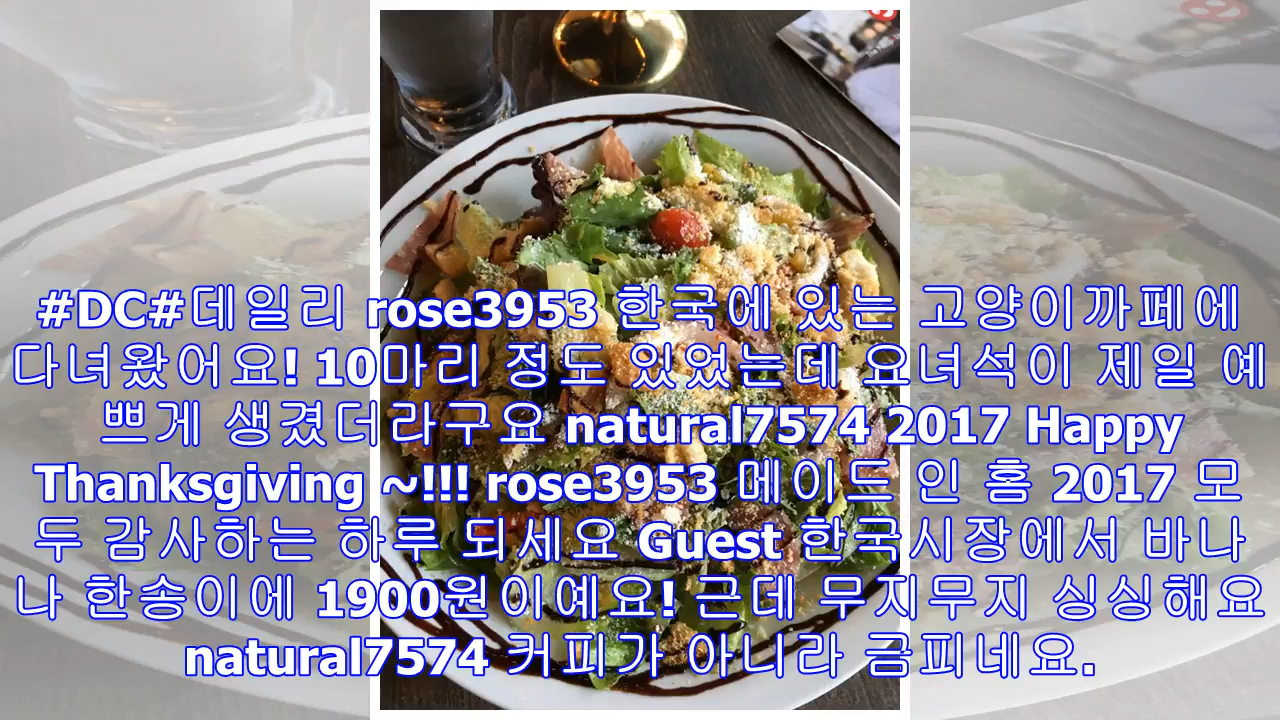 #DC#데일리 rose3953 한국에 있는 고양이까페에
다녀왔어요! 10마리 정도 있었는데 요녀석이 제일 예
쁘게 생겼더라구요 natural7574 2017 Happy
Thanksgiving ~!!! rose3953 메이드 인 홈 2017 모
두 감사하는 하루 되세요 Guest 한국시장에서 바나
나 한송이에 1900원이예요! 근데 무지무지 싱싱해요
natural7574 커피가 아니라 금피네요.